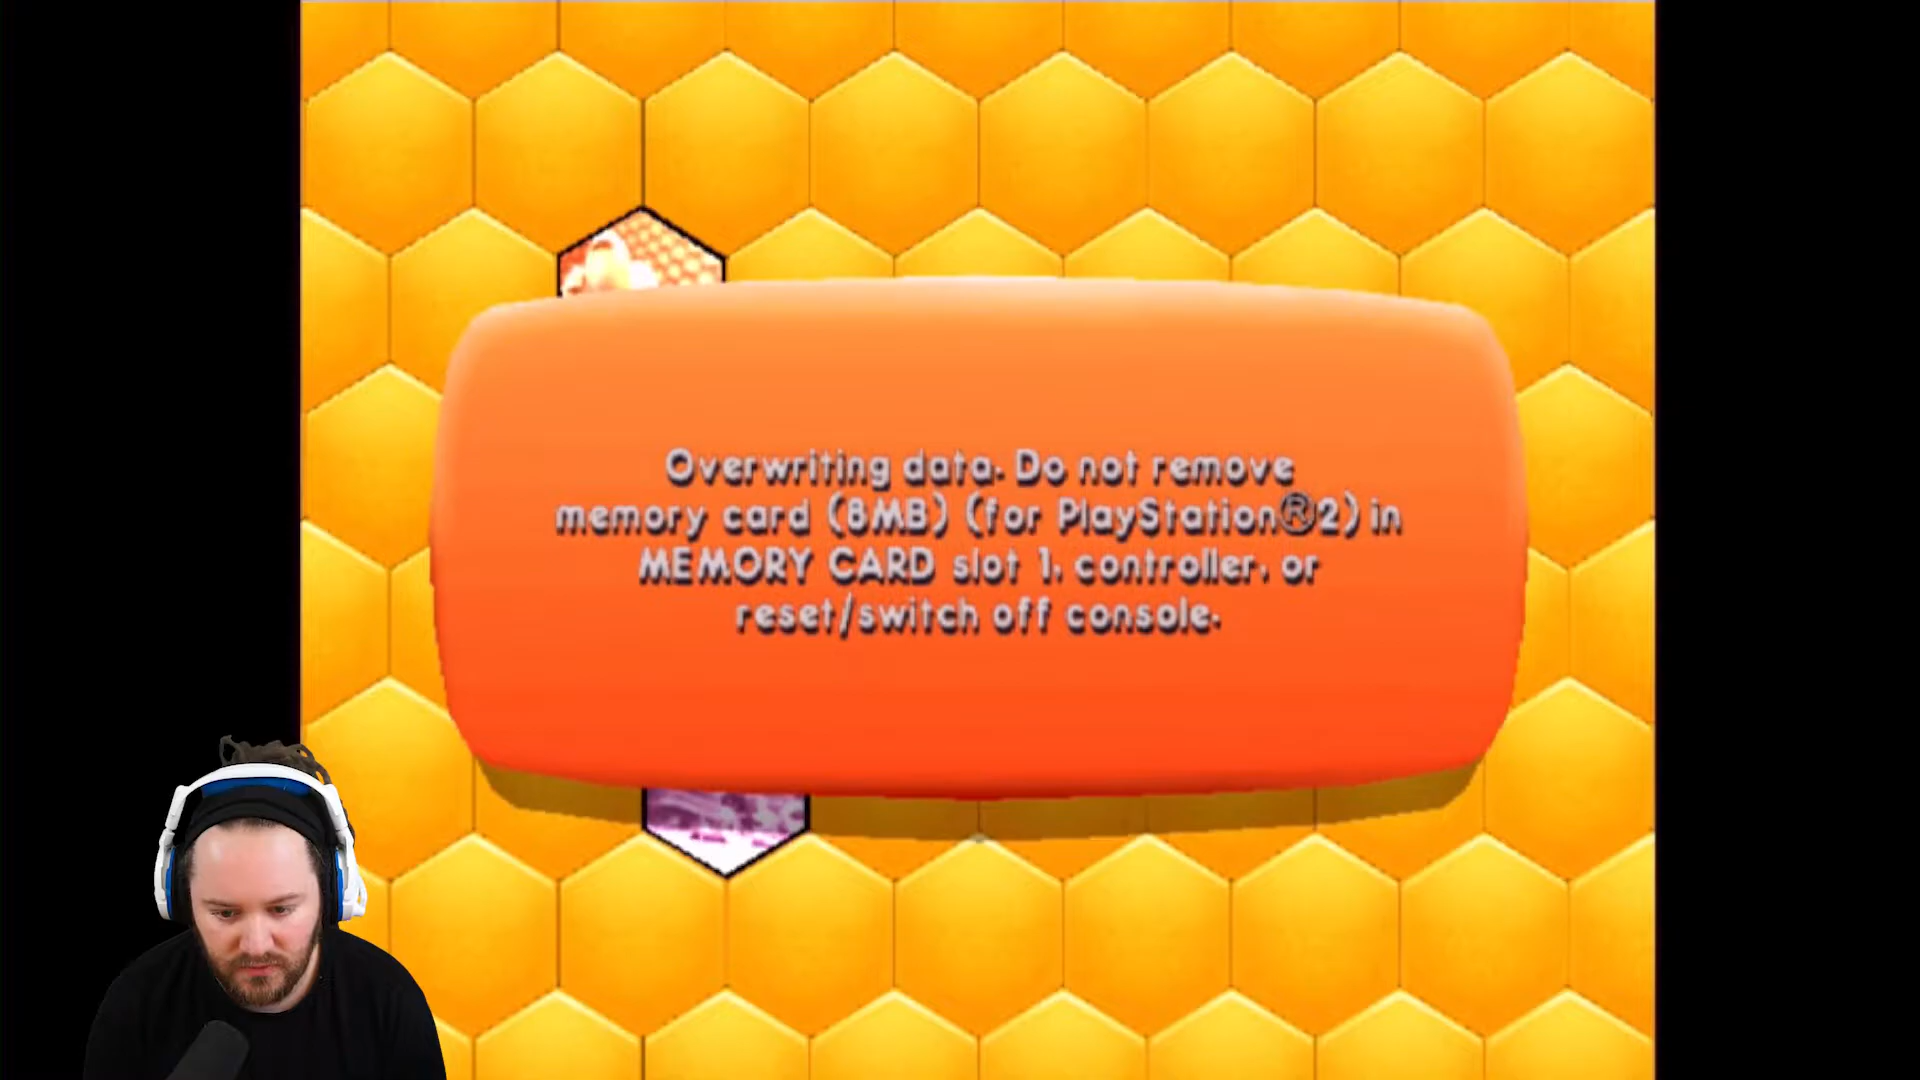 Overwriting data. Do not remove
memory card (8MB) (for PlayStation®2) in
MEMORY CARD slot 1, controller, or
reset/switch off console.